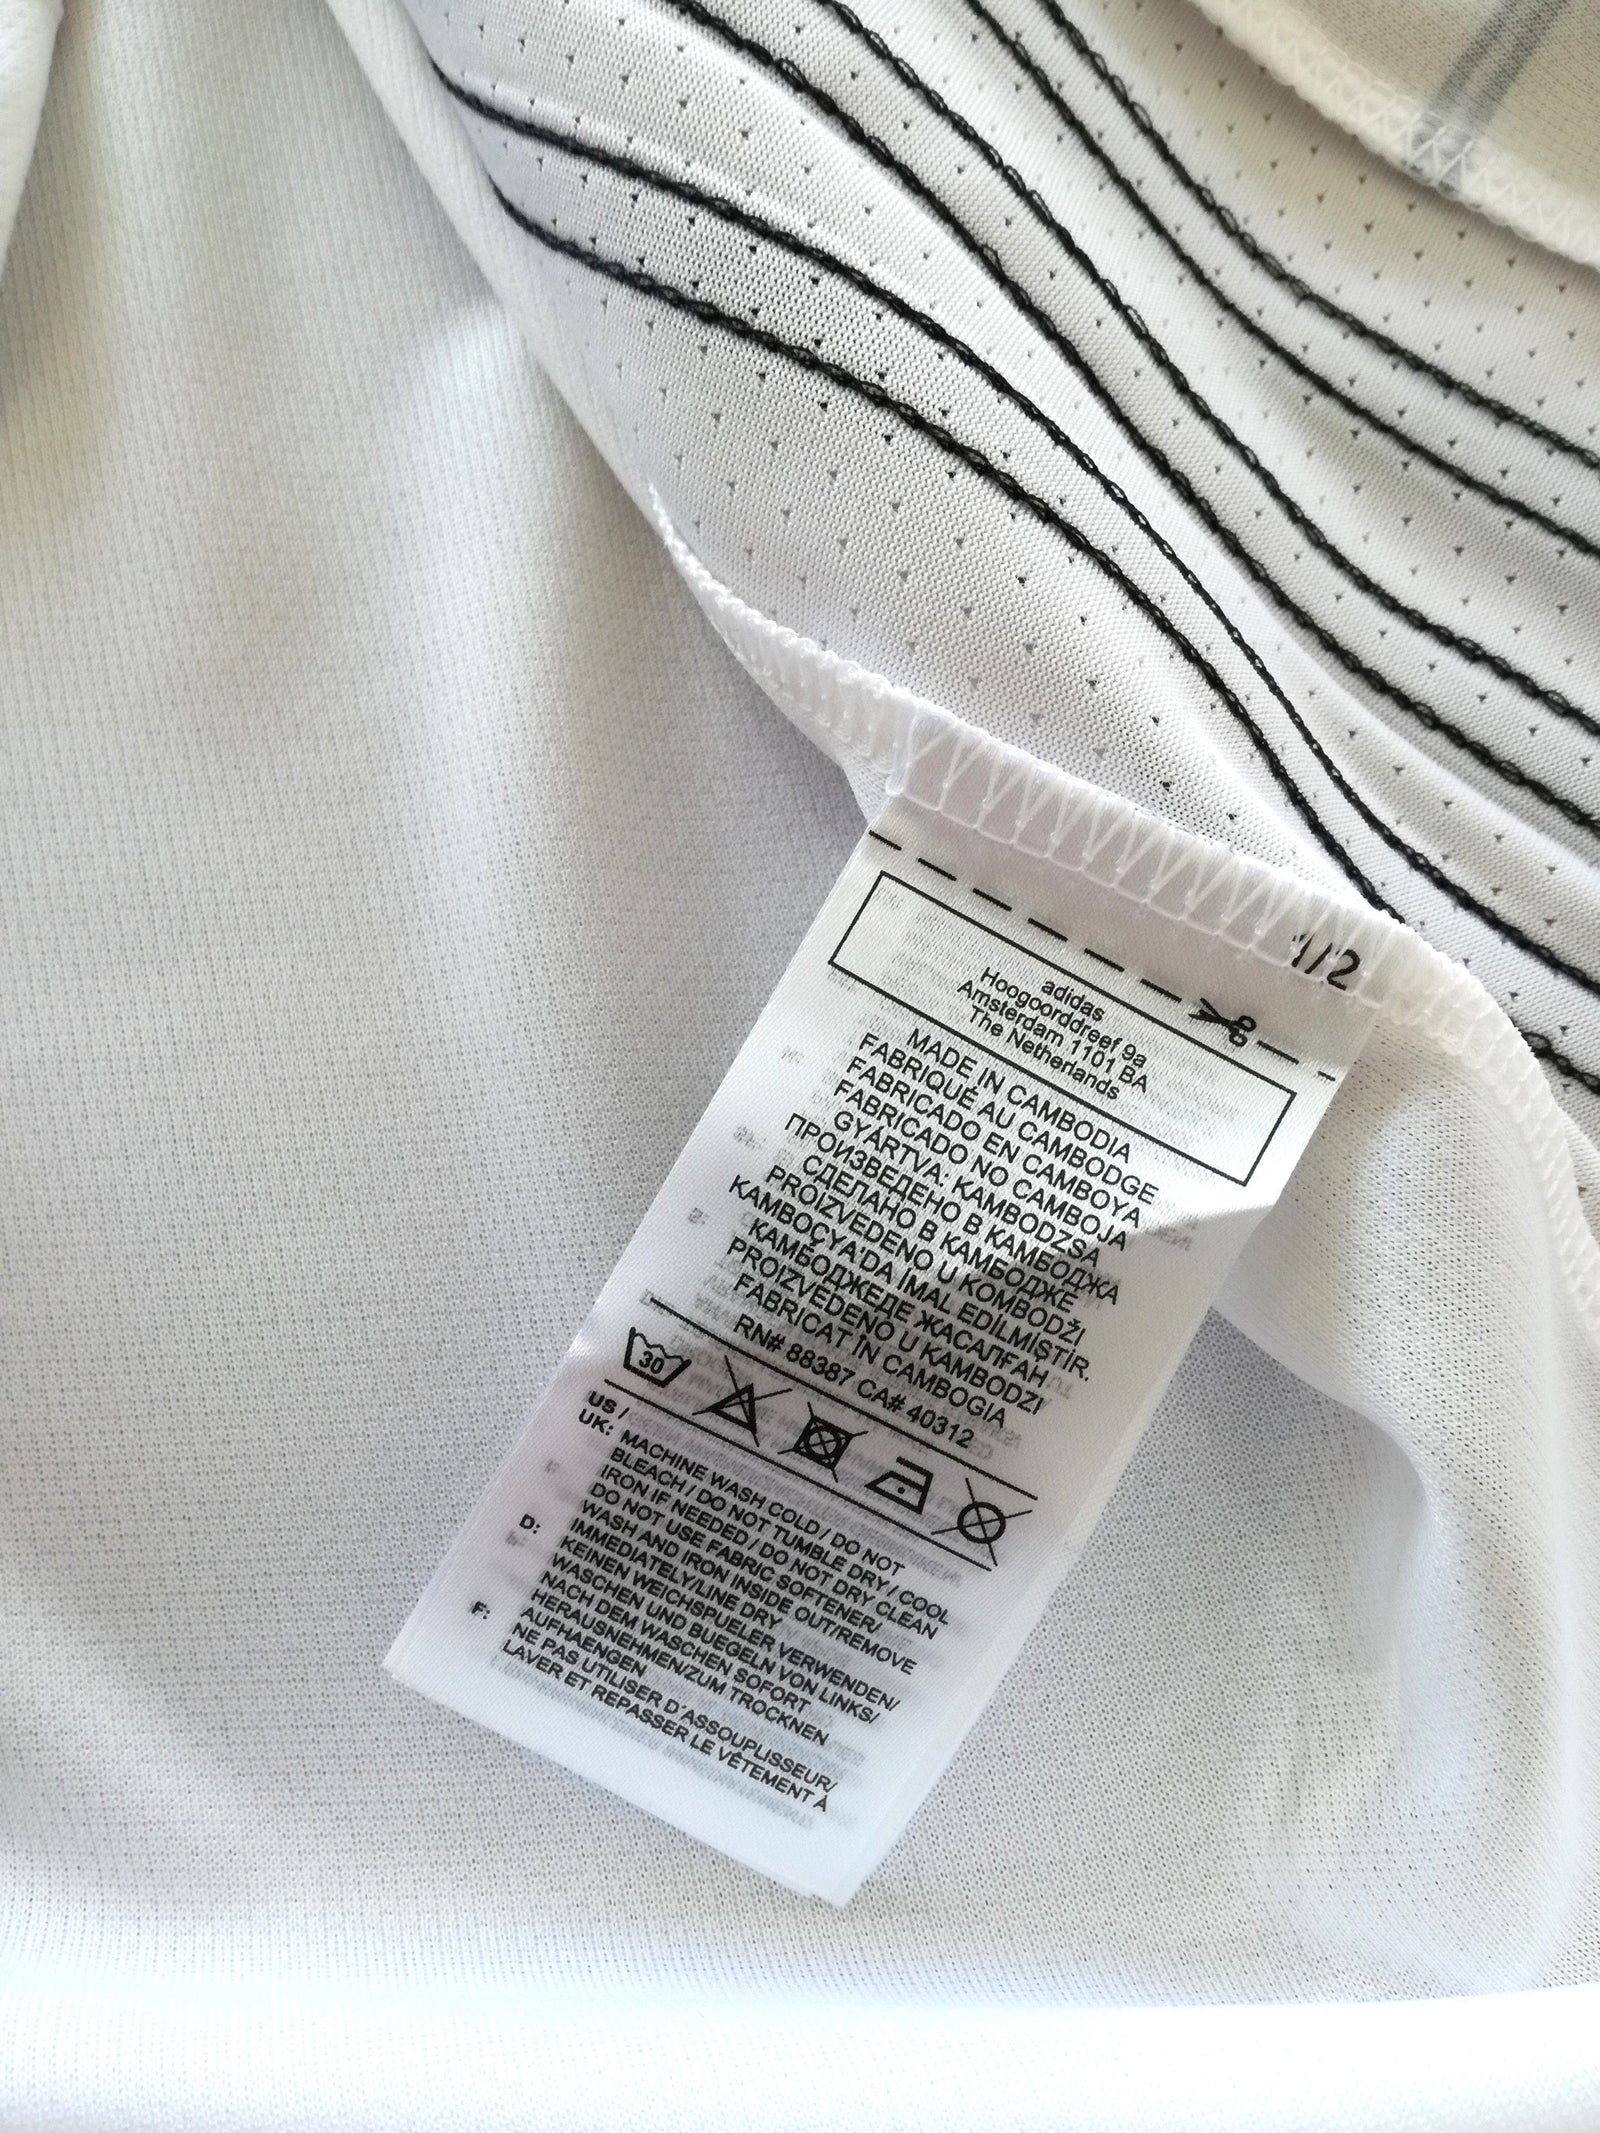 1/2
adidas
Hoogoorddreef 9a
Amsterdam 1101 BA
The Netherlands
MADE IN CAMBODIA
FABRIQUÉ AU CAMBODGE
FABRICADO EN CAMBOYA
FABRICADO NO CAMBOJA
GYÁRTVA: KAMBODZSA
ПРОИЗВЕДЕНО В КАМБОДЖА
СДЕЛАНО В КАМБОДЖЕ
PROIZVEDENO U KOMBODŽI
KAMBOÇYA'DA İMAL EDİLMİŞTİR.
КАМБОДЖЕДЕ ЖАСАЛҒАН
PROIZVEDENO U KAMBODZI
FABRICAT ÎN CAMBOGIA
RN# 88387 CA# 40312
30
US /
UK: MACHINE WASH COLD / DO NOT
BLEACH / DO NOT TUMBLE DRY / COOL
IRON IF NEEDED / DO NOT DRY CLEAN
DO NOT USE FABRIC SOFTENER/
WASH AND IRON INSIDE OUT/REMOVE
IMMEDIATELY/LINE DRY
D: KEINEN WEICHSPUELER VERWENDEN/
WASCHEN UND BUEGELN VON LINKS/
NACH DEM WASCHEN SOFORT
HERAUSNEHMEN/ZUM TROCKNEN
AUFHAENGEN
F: NE PAS UTILISER D'ASSOUPLISSEUR/
LAVER ET REPASSER LE VÊTEMENT À